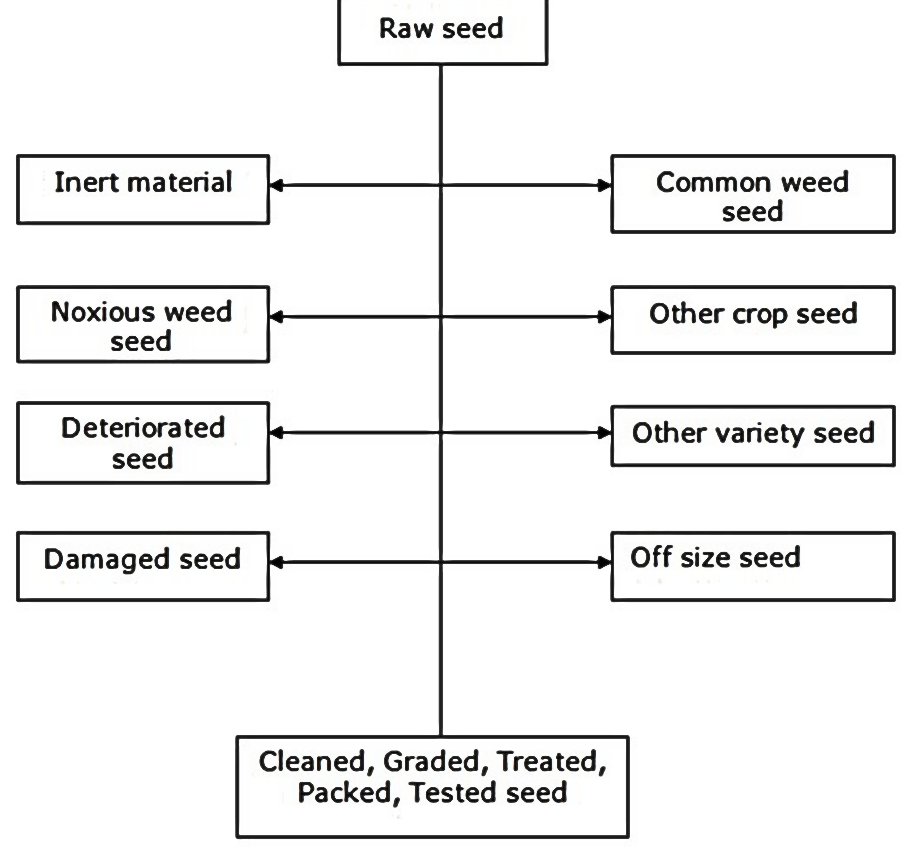 Raw seed
Inert material
Common weed
seed
Noxious weed
seed
Other crop seed
Deteriorated
seed
Other variety seed
Damaged seed
Off size seed
Cleaned, Graded, Treated,
Packed, Tested seed